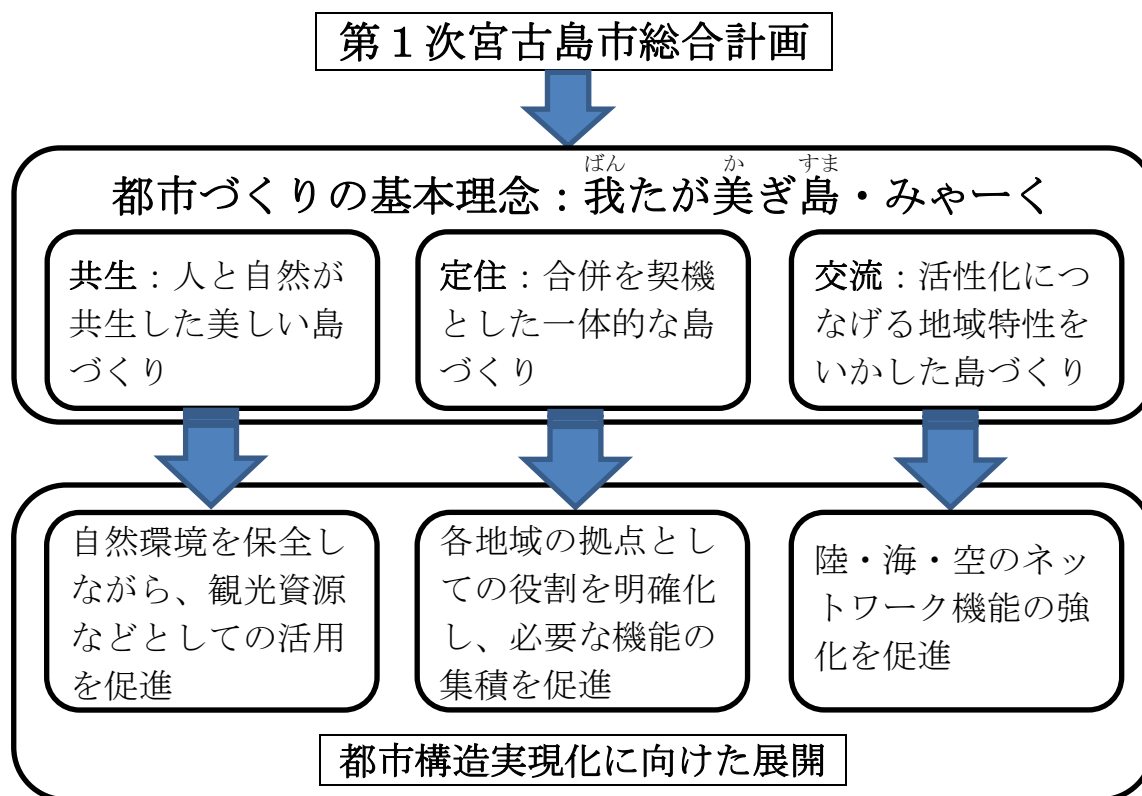 第１次宮古島市総合計画
ばん か すま
都市づくりの基本理念：我たが美ぎ島・みゃーく
共生：人と自然が
共生した美しい島
づくり
定住：合併を契機
とした一体的な島
づくり
交流：活性化につ
なげる地域特性を
いかした島づくり
自然環境を保全し
ながら、観光資源
などとしての活用
を促進
各地域の拠点とし
ての役割を明確化
し、必要な機能の
集積を促進
陸・海・空のネッ
トワーク機能の強
化を促進
都市構造実現化に向けた展開